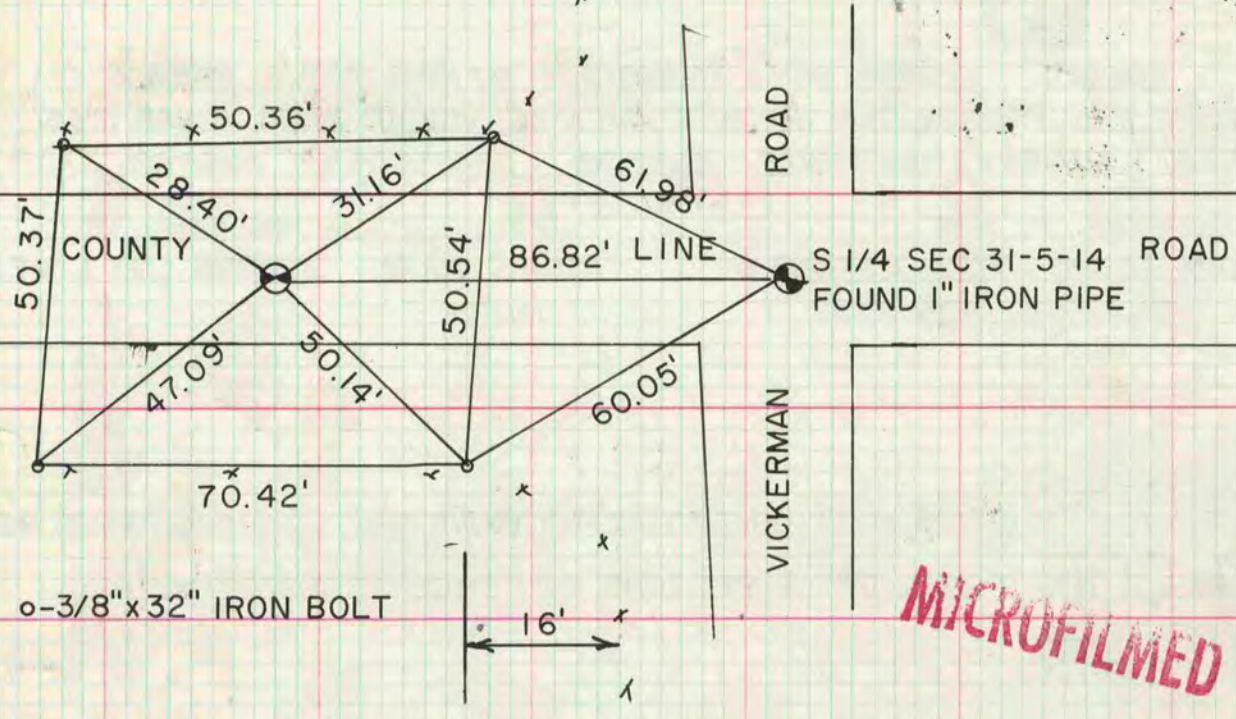 50.36'
ROAD
28.40'
31.16'
61.98'
50.37'
COUNTY
50.54'
86.82'
LINE
S 1/4 SEC 31-5-14
ROAD
FOUND 1" IRON PIPE
47.09'
50.14'
60.05'
VICKERMAN
70.42'
o-3/8"x32" IRON BOLT
16'
MICROFILMED